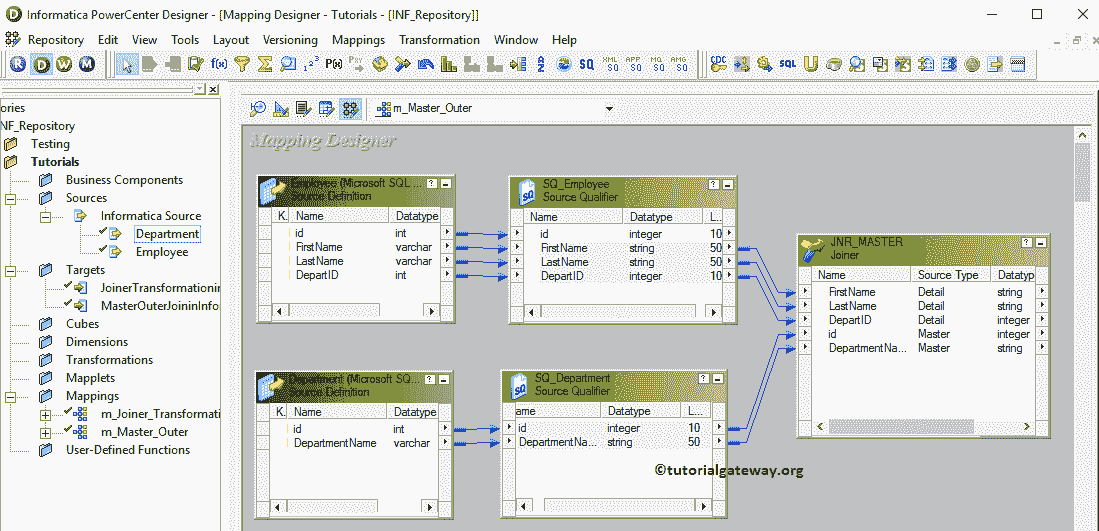 Informatica PowerCenter Designer - [Mapping Designer - Tutorials - [INF_Repository]]
Repository Edit View Tools Layout Versioning Mappings Transformation Window Help
ories
NF_Repository
Testing
Tutorials
Business Components
Sources
Informatica Source
Department
Employee
Targets
JoinerTransformationin
MasterOuterJoininInfo
Cubes
Dimensions
Transformations
Mapplets
Mappings
m_Joiner_Transformati
m_Master_Outer
User-Defined Functions
m_Master_Outer
Mapping Designer
Employee (Microsoft SQL ...
Source Definition
K. Name Datatype
id int
FirstName varchar
LastName varchar
DepartID int
SQ_Employee
Source Qualifier
Name Datatype L...
id integer 10
FirstName string 50
LastName string 50
DepartID integer 10
JNR_MASTER
Joiner
Name Source Type Datatyp
FirstName Detail string
LastName Detail string
DepartID Detail integer
id Master integer
DepartmentNa... Master string
Department (Microsoft SQ...
Source Definition
K. Name Datatype
id int
DepartmentName varchar
SQ_Department
Source Qualifier
ame Datatype L...
id integer 10
DepartmentNa... string 50
©tutorialgateway.org